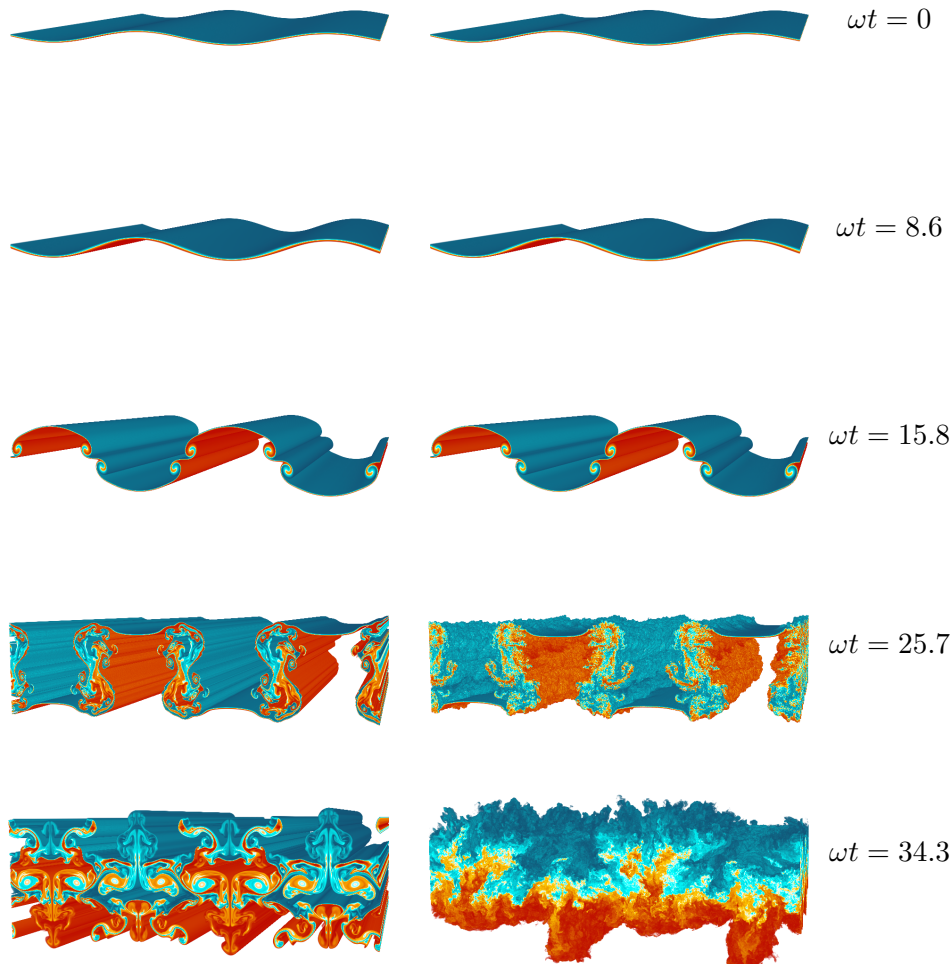 ωt = 0
ωt = 8.6
ωt = 15.8
ωt = 25.7
ωt = 34.3